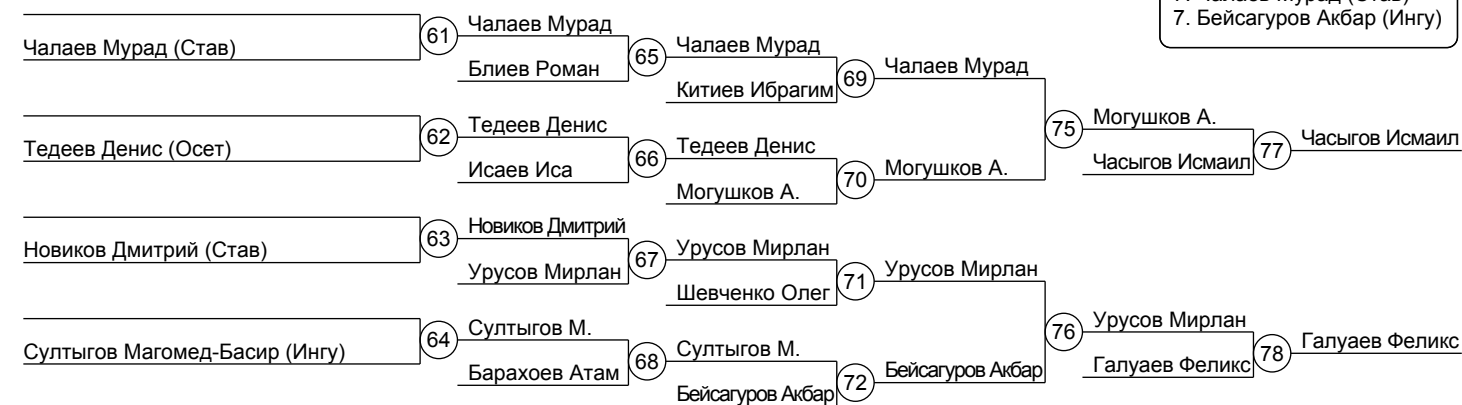 7. Чалаев Мурад (Став)
7. Бейсагуров Акбар (Ингу)
Чалаев Мурад (Став)
61
Чалаев Мурад
Блиев Роман
65
Чалаев Мурад
Китиев Ибрагим
69
Чалаев Мурад
Тедеев Денис (Осет)
62
Тедеев Денис
Исаев Иса
66
Тедеев Денис
Могушков А.
70
Могушков А.
75
Могушков А.
Часыгов Исмаил
77
Часыгов Исмаил
Новиков Дмитрий (Став)
63
Новиков Дмитрий
Урусов Мирлан
67
Урусов Мирлан
Шевченко Олег
71
Урусов Мирлан
Султыгов Магомед-Басир (Ингу)
64
Султыгов М.
Барахоев Атам
68
Султыгов М.
Бейсагуров Акбар
72
Бейсагуров Акбар
76
Урусов Мирлан
Галуаев Феликс
78
Галуаев Феликс